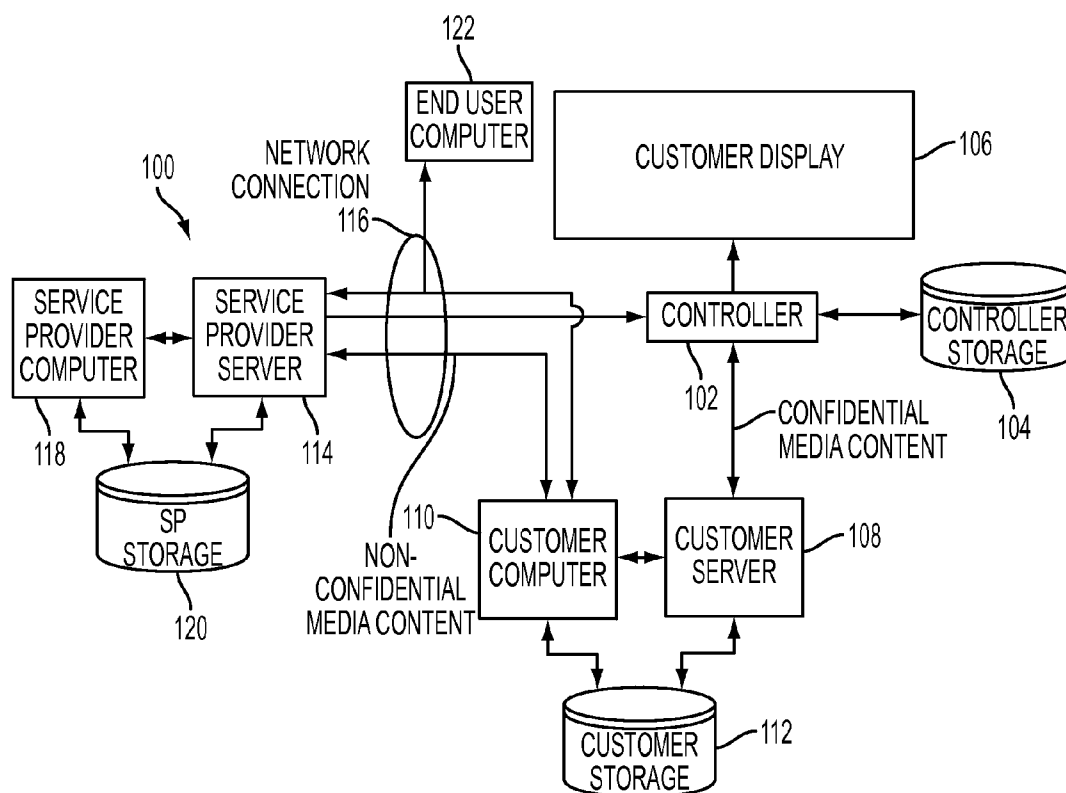 122
END USER
COMPUTER
CUSTOMER DISPLAY
106
NETWORK
CONNECTION
116
100
SERVICE
PROVIDER
COMPUTER
118
SERVICE
PROVIDER
SERVER
114
CONTROLLER
102
CONTROLLER
STORAGE
104
CONFIDENTIAL
MEDIA CONTENT
SP
STORAGE
120
NON-
CONFIDENTIAL
MEDIA CONTENT
110
CUSTOMER
COMPUTER
CUSTOMER
SERVER
108
CUSTOMER
STORAGE
112